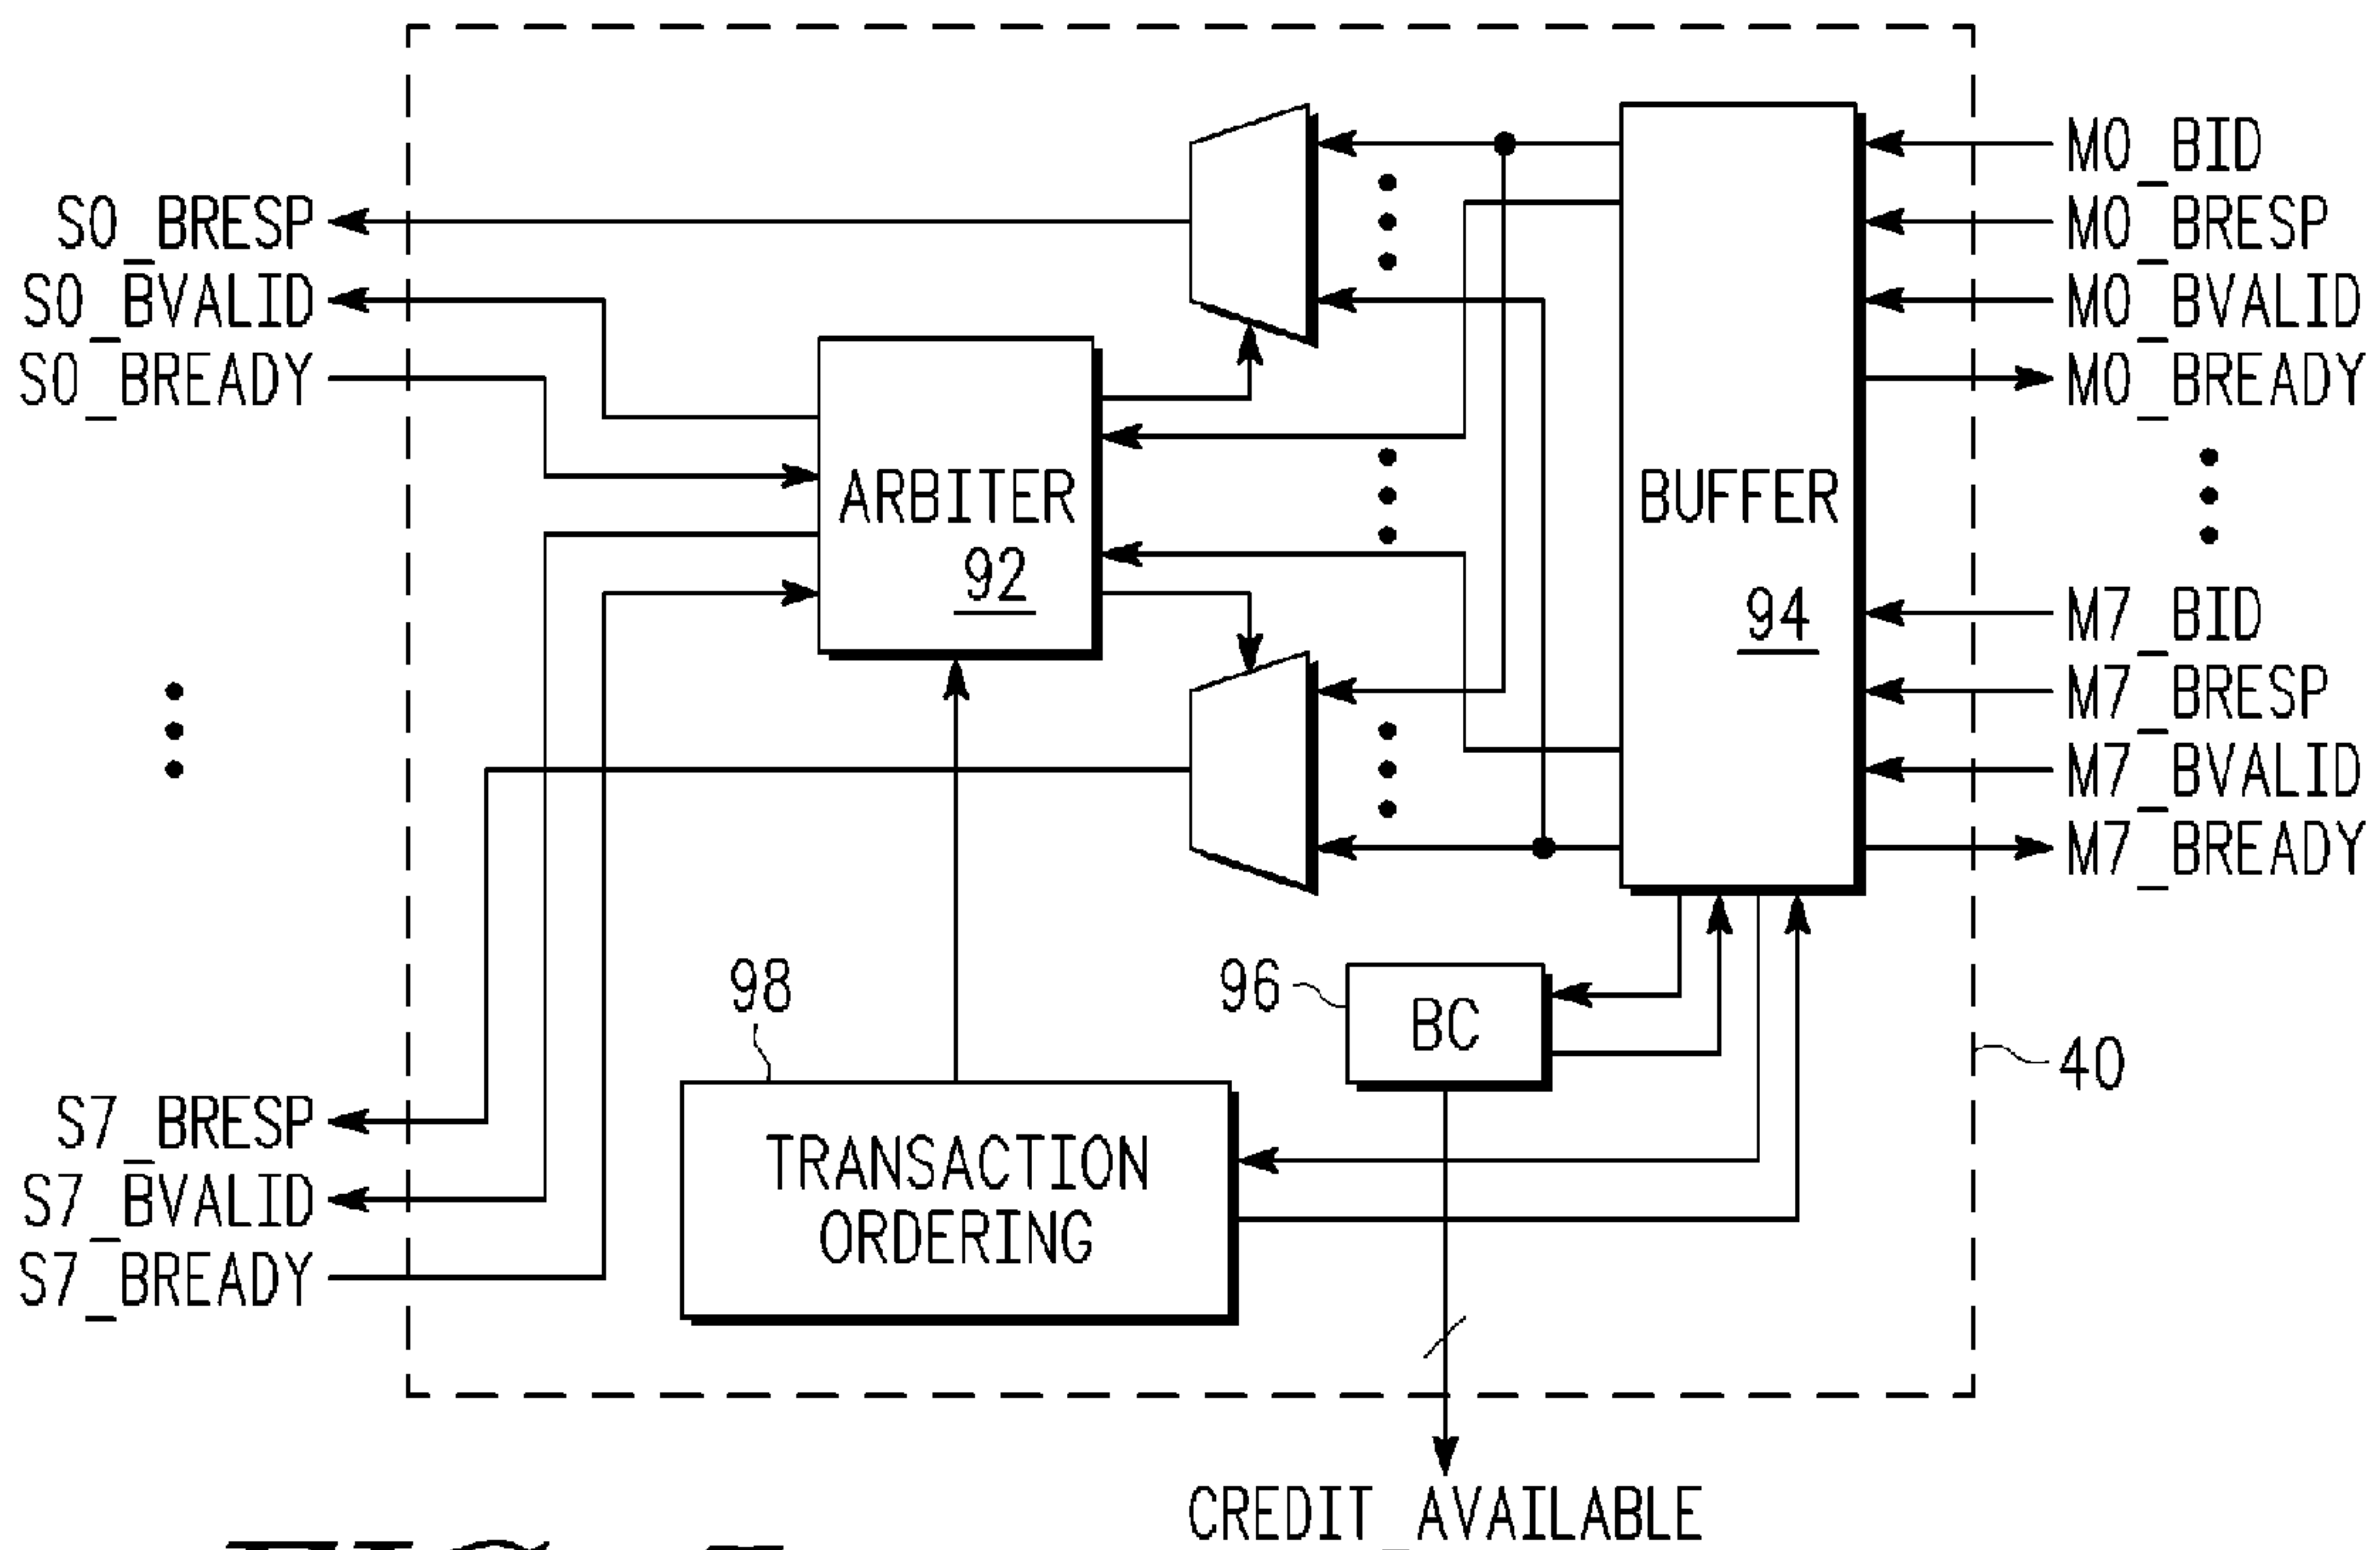 S0_BRESP
S0_BVALID
S0_BREADY
S7_BRESP
S7_BVALID
S7_BREADY
ARBITER
92
BUFFER
94
M0_BID
M0_BRESP
M0_BVALID
M0_BREADY
M7_BID
M7_BRESP
M7_BVALID
M7_BREADY
98
TRANSACTION
ORDERING
96
BC
40
CREDIT_AVAILABLE